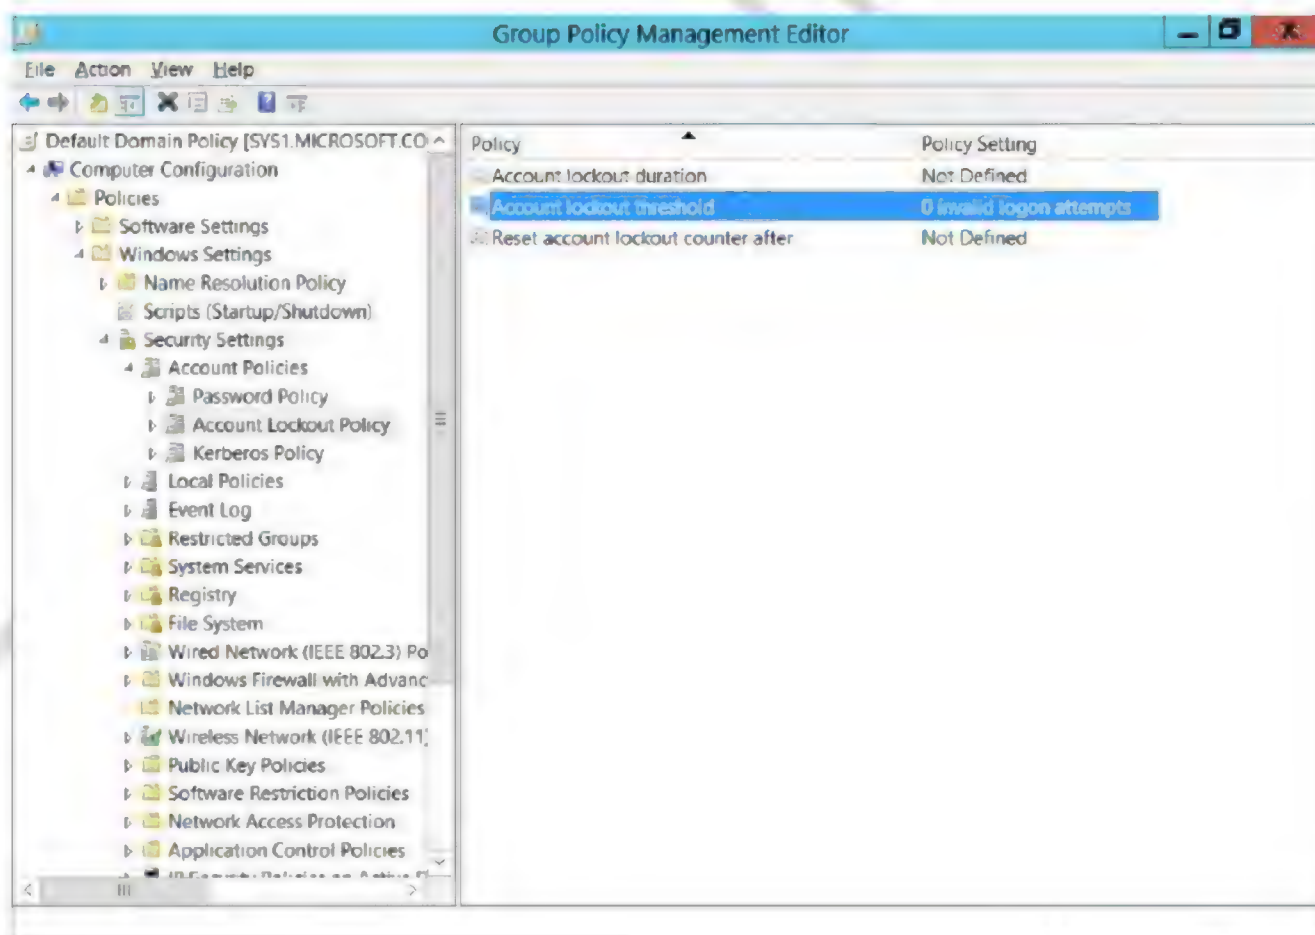 Group Policy Management Editor
File Action View Help
Default Domain Policy [SYS1.MICROSOFT.CO
Computer Configuration
Policies
Software Settings
Windows Settings
Name Resolution Policy
Scripts (Startup/Shutdown)
Security Settings
Account Policies
Password Policy
Account Lockout Policy
Kerberos Policy
Local Policies
Event Log
Restricted Groups
System Services
Registry
File System
Wired Network (IEEE 802.3) Po
Windows Firewall with Advanc
Network List Manager Policies
Wireless Network (IEEE 802.11)
Public Key Policies
Software Restriction Policies
Network Access Protection
Application Control Policies
Policy Policy Setting
Account lockout duration Not Defined
Account lockout threshold 0 invalid logon attempts
Reset account lockout counter after Not Defined